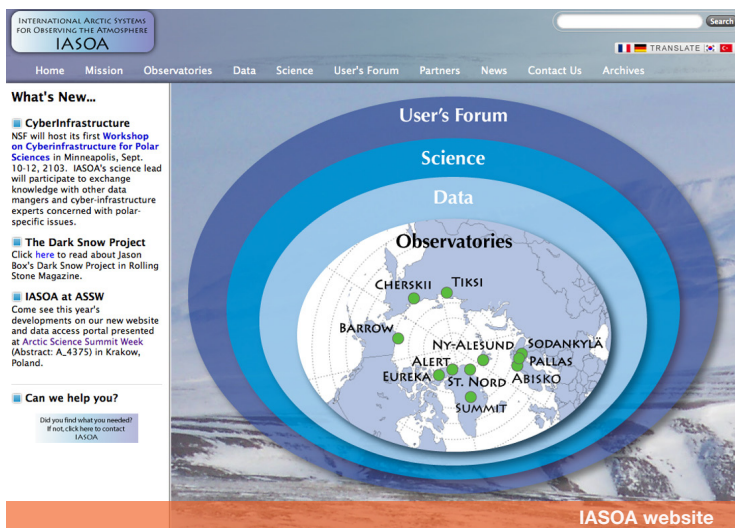 INTERNATIONAL ARCTIC SYSTEMS
FOR OBSERVING THE ATMOSPHERE
IASOA
Search
TRANSLATE
Home Mission Observatories Data Science User's Forum Partners News Contact Us Archives
What's New...
CyberInfrastructure
NSF will host its first Workshop
on Cyberinfrastructure for Polar
Sciences in Minneapolis, Sept.
10-12, 2103. IASOA's science lead
will participate to exchange
knowledge with other data
mangers and cyber-infrastructure
experts concerned with polar-
specific issues.
The Dark Snow Project
Click here to read about Jason
Box's Dark Snow Project in Rolling
Stone Magazine.
IASOA at ASSW
Come see this year's
developments on our new website
and data access portal presented
at Arctic Science Summit Week
(Abstract: A_4375) in Krakow,
Poland.
Can we help you?
Did you find what you needed?
If not, click here to contact
IASOA
User's Forum
Science
Data
Observatories
CHERSKII
TIKSI
BARROW
NY-ALESUND
SODANKYLÄ
ALERT
PALLAS
EUREKA
ST. NORD
ABISKO
SUMMIT
IASOA website